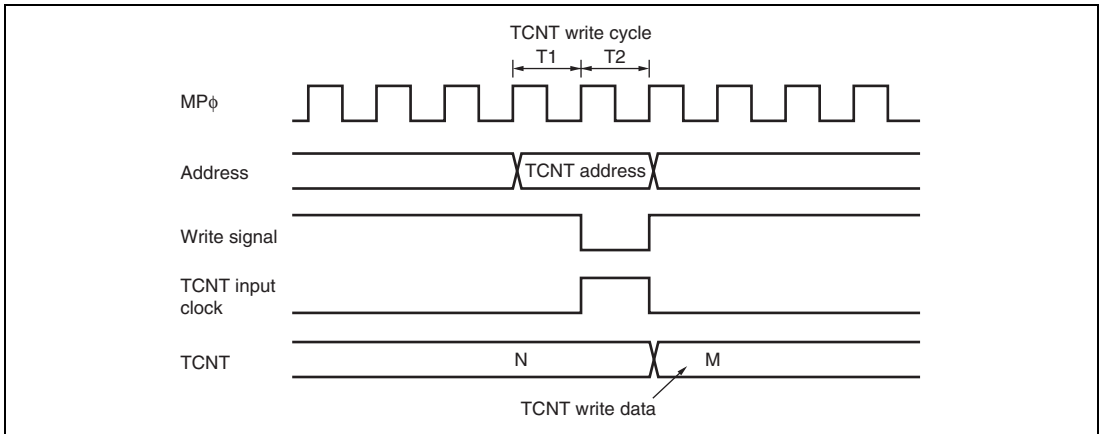 TCNT write cycle
T1 T2
MPϕ
Address
TCNT address
Write signal
TCNT input
clock
TCNT
N
M
TCNT write data